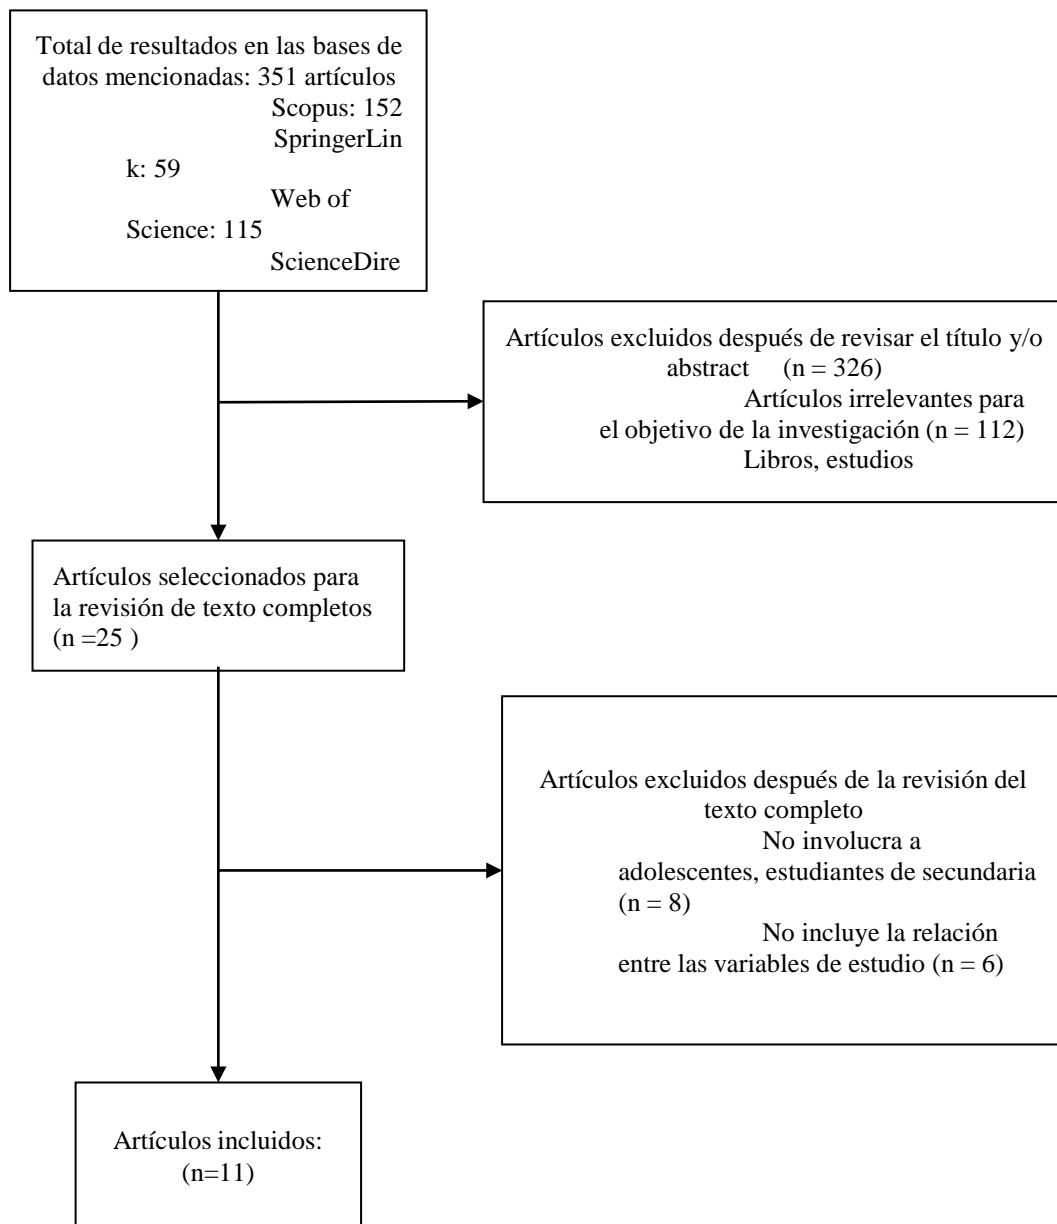 Total de resultados en las bases de
datos mencionadas: 351 artículos
Scopus: 152
SpringerLin
k: 59
Web of
Science: 115
ScienceDire
Artículos excluidos después de revisar el título y/o
abstract (n = 326)
Artículos irrelevantes para
el objetivo de la investigación (n = 112)
Libros, estudios
Artículos seleccionados para
la revisión de texto completos
(n =25 )
Artículos excluidos después de la revisión del
texto completo
No involucra a
adolescentes, estudiantes de secundaria
(n = 8)
No incluye la relación
entre las variables de estudio (n = 6)
Artículos incluidos:
(n=11)